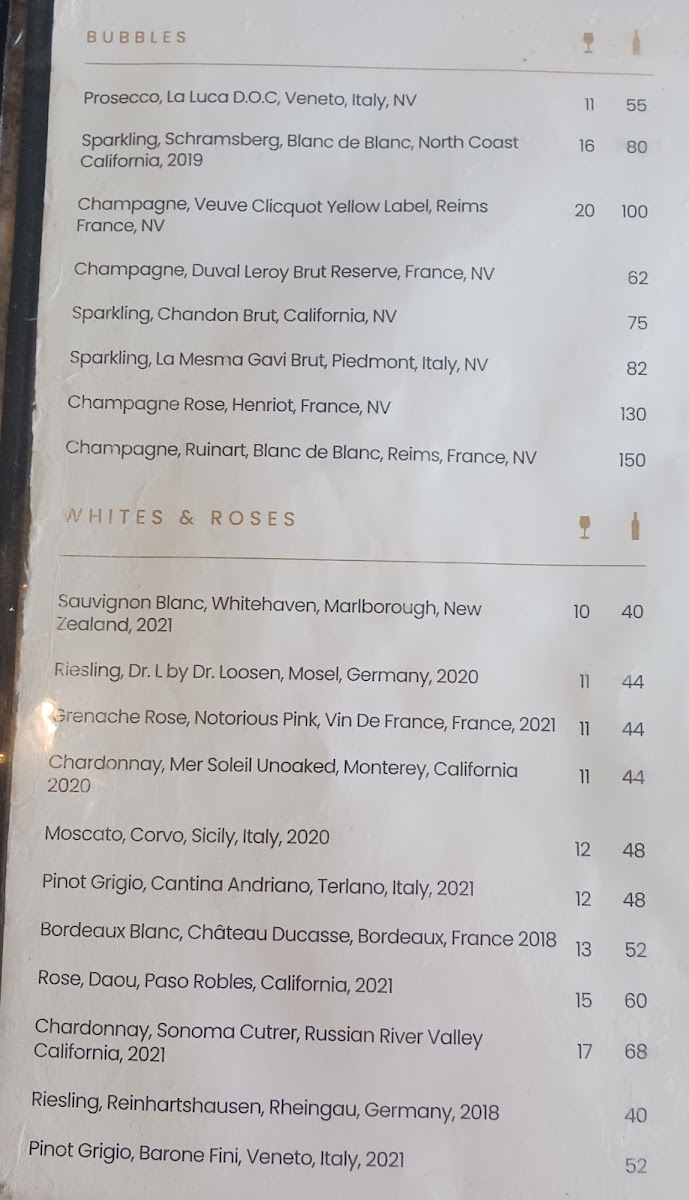 BUBBLES
Prosecco, La Luca D.O.C, Veneto, Italy, NV 11 55
Sparkling, Schramsberg, Blanc de Blanc, North Coast
California, 2019 16 80
Champagne, Veuve Clicquot Yellow Label, Reims
France, NV 20 100
Champagne, Duval Leroy Brut Reserve, France, NV 62
Sparkling, Chandon Brut, California, NV 75
Sparkling, La Mesma Gavi Brut, Piedmont, Italy, NV 82
Champagne Rose, Henriot, France, NV 130
Champagne, Ruinart, Blanc de Blanc, Reims, France, NV 150
WHITES & ROSES
Sauvignon Blanc, Whitehaven, Marlborough, New
Zealand, 2021 10 40
Riesling, Dr. L by Dr. Loosen, Mosel, Germany, 2020 11 44
Grenache Rose, Notorious Pink, Vin De France, France, 2021 11 44
Chardonnay, Mer Soleil Unoaked, Monterey, California
2020 11 44
Moscato, Corvo, Sicily, Italy, 2020 12 48
Pinot Grigio, Cantina Andriano, Terlano, Italy, 2021 12 48
Bordeaux Blanc, Château Ducasse, Bordeaux, France 2018 13 52
Rose, Daou, Paso Robles, California, 2021 15 60
Chardonnay, Sonoma Cutrer, Russian River Valley
California, 2021 17 68
Riesling, Reinhartshausen, Rheingau, Germany, 2018 40
Pinot Grigio, Barone Fini, Veneto, Italy, 2021 52